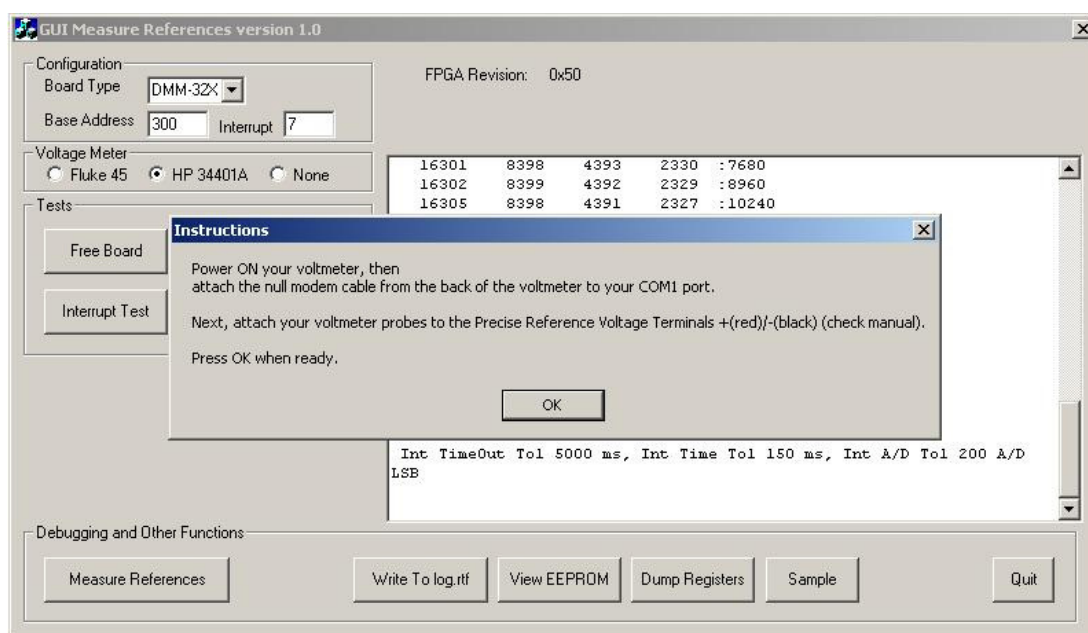 GUI Measure References version 1.0
Configuration
Board Type DMM-32X
Base Address 300 Interrupt 7
FPGA Revision: 0x50
Voltage Meter
Fluke 45 HP 34401A None
Tests
Free Board
Interrupt Test
16301 8398 4393 2330 :7680
16302 8399 4392 2329 :8960
16305 8398 4391 2327 :10240
Instructions
Power ON your voltmeter, then
attach the null modem cable from the back of the voltmeter to your COM1 port.
Next, attach your voltmeter probes to the Precise Reference Voltage Terminals +(red)/-(black) (check manual).
Press OK when ready.
OK
Int TimeOut Tol 5000 ms, Int Time Tol 150 ms, Int A/D Tol 200 A/D
LSB
Debugging and Other Functions
Measure References Write To log.rtf View EEPROM Dump Registers Sample Quit